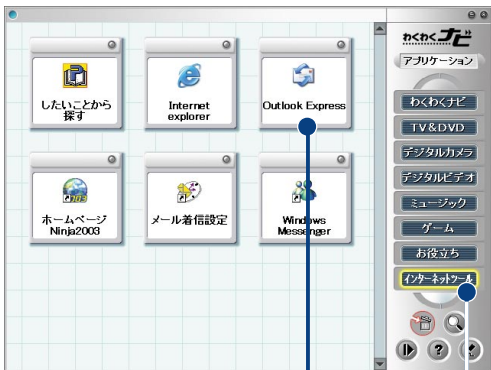 したいことから
探す
Internet
explorer
Outlook Express
ホームページ
Ninja2003
メール着信設定
Windows
Messenger
わくわくナビ
アプリケーション
わくわくナビ
TV&DVD
デジタルカメラ
デジタルビデオ
ミュージック
ゲーム
お役立ち
インターネットツール